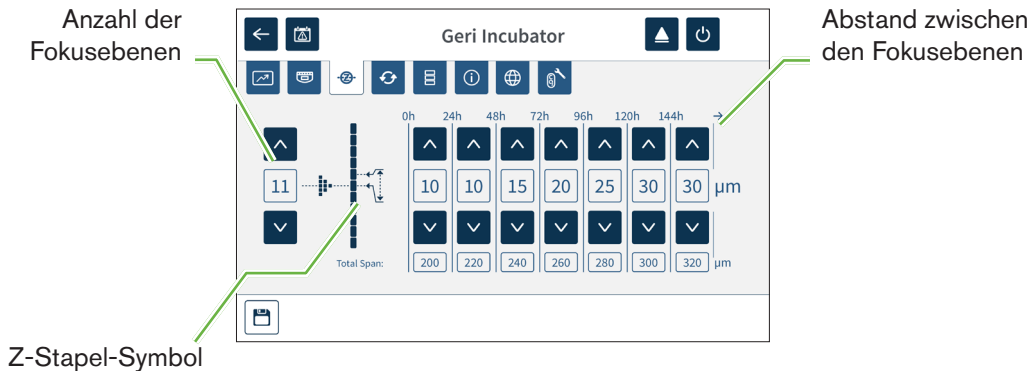 Anzahl der
Fokusebenen
Geri Incubator
Abstand zwischen
den Fokusebenen
0h 24h 48h 72h 96h 120h 144h →
11 10 10 15 20 25 30 30 μm
Total Span: 200 220 240 260 280 300 320 μm
Z-Stapel-Symbol